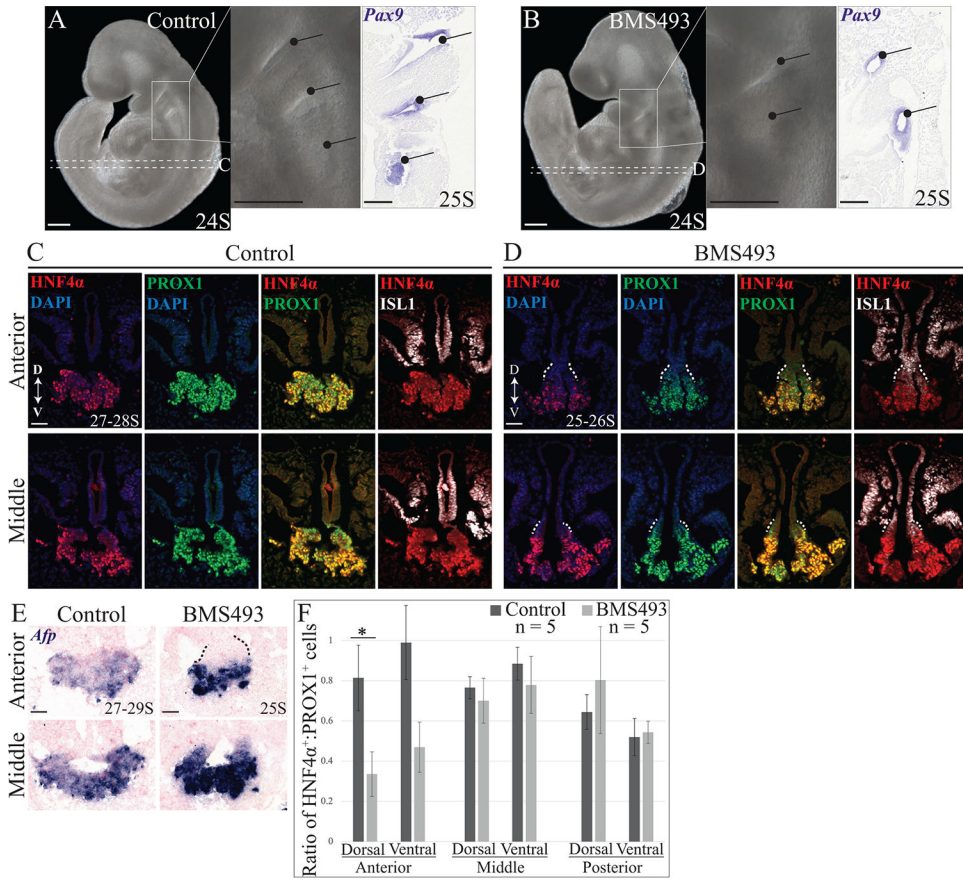 A Control Pax9
24S C 25S
B BMS493 Pax9
24S D 25S
C Control
HNF4α PROX1 HNF4α HNF4α
DAPI DAPI PROX1 ISL1
Anterior
D
V
27-28S
Middle
D BMS493
HNF4α PROX1 HNF4α HNF4α
DAPI DAPI PROX1 ISL1
D
V
25-26S
E Control BMS493
Afp
Anterior
27-29S 25S
Middle
F
Control BMS493
n = 5 n = 5
*
Ratio of HNF4α⁺:PROX1⁺ cells
1
0.8
0.6
0.4
0.2
0
Dorsal Ventral Dorsal Ventral Dorsal Ventral
Anterior Middle Posterior